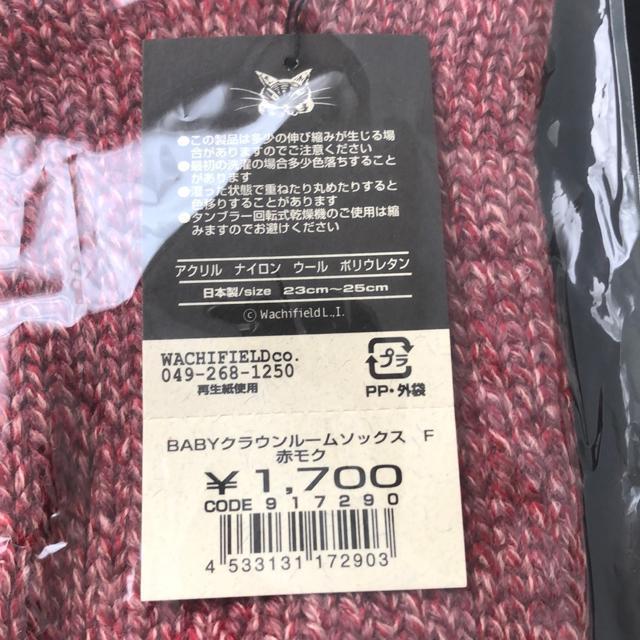 ●この製品は多少の伸び縮みが生じる場
合がありますのでご注意ください
●最初の洗濯の場合多少色落ちすること
があります
●湿った状態で重ねたり丸めたりすると
色移りすることがあります
●タンブラー回転式乾燥機のご使用は縮
みますのでお避けください
アクリル ナイロン ウール ポリウレタン
日本製/size 23cm～25cm
© Wachifield L.,I.
WACHIFIELDco.
049-268-1250
再生紙使用
プラ
PP・外袋
BABYクラウンルームソックス F
赤モク
￥1,700
CODE 917290
4 533131 172903